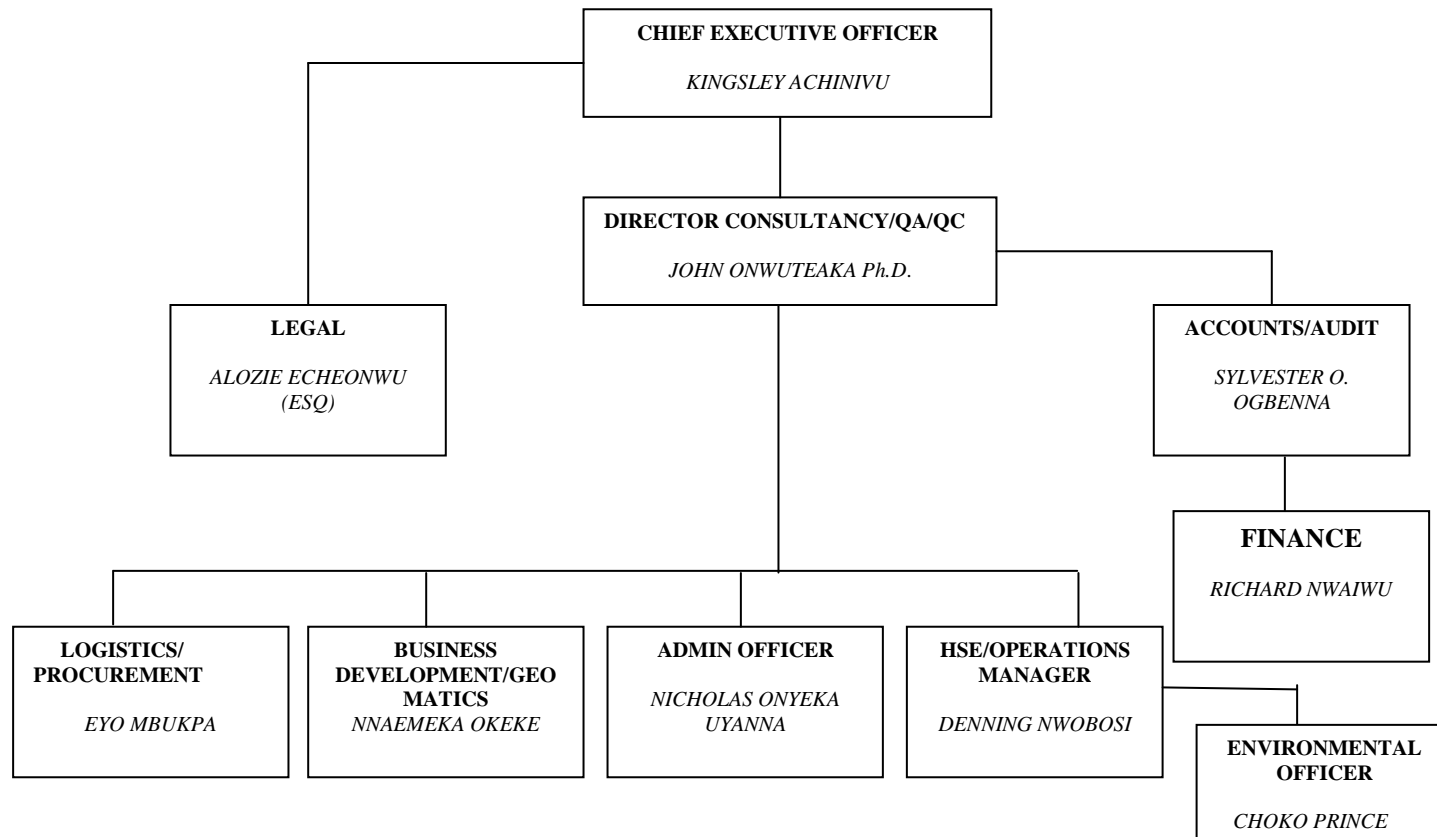 CHIEF EXECUTIVE OFFICER
KINGSLEY ACHINIVU
DIRECTOR CONSULTANCY/QA/QC
JOHN ONWUTEAKA Ph.D.
LEGAL
ALOZIE ECHEONWU
(ESQ)
ACCOUNTS/AUDIT
SYLVESTER O.
OGBENNA
FINANCE
RICHARD NWAIWU
LOGISTICS/
PROCUREMENT
EYO MBUKPA
BUSINESS
DEVELOPMENT/GEO
MATICS
NNAEMEKA OKEKE
ADMIN OFFICER
NICHOLAS ONYEKA
UYANNA
HSE/OPERATIONS
MANAGER
DENNING NWOBOSI
ENVIRONMENTAL
OFFICER
CHOKO PRINCE